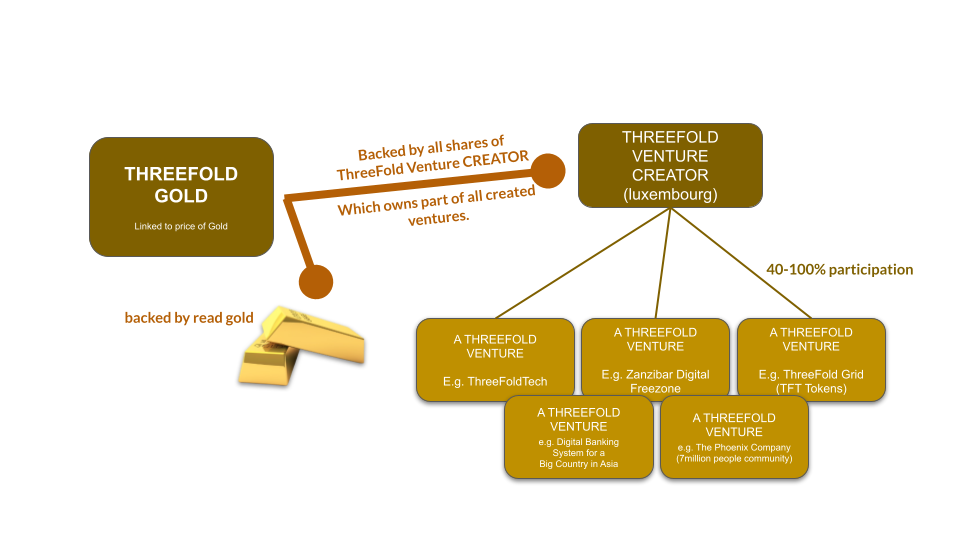 THREEFOLD
GOLD
Linked to price of Gold
Backed by all shares of
ThreeFold Venture CREATOR
Which owns part of all created
ventures.
backed by read gold
THREEFOLD
VENTURE
CREATOR
(luxembourg)
40-100% participation
A THREEFOLD
VENTURE
E.g. ThreeFoldTech
A THREEFOLD
VENTURE
E.g. Zanzibar Digital
Freezone
A THREEFOLD
VENTURE
E.g. ThreeFold Grid
(TFT Tokens)
A THREEFOLD
VENTURE
e.g. Digital Banking
System for a
Big Country in Asia
A THREEFOLD
VENTURE
e.g. The Phoenix Company
(7million people community)